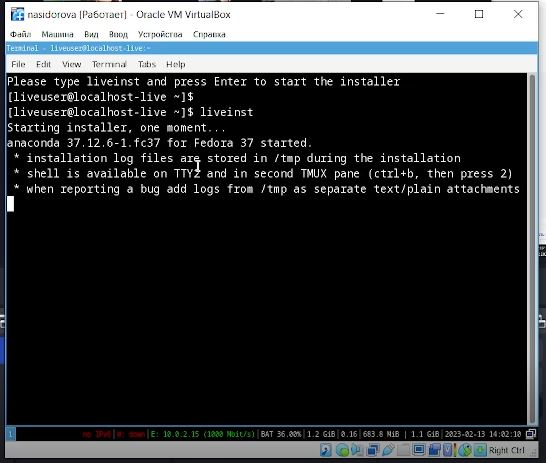 nasidorova [Работает] - Oracle VM VirtualBox
Файл Машина Вид Ввод Устройства Справка
Terminal - liveuser@localhost-live:~
File Edit View Terminal Tabs Help
Please type liveinst and press Enter to start the installer
[liveuser@localhost-live ~]$
[liveuser@localhost-live ~]$ liveinst
Starting installer, one moment...
anaconda 37.12.6-1.fc37 for Fedora 37 started.
* installation log files are stored in /tmp during the installation
* shell is available on TTY2 and in second TMUX pane (ctrl+b, then press 2)
* when reporting a bug add logs from /tmp as separate text/plain attachments
1 no IPv6 | W: down | E: 10.0.2.15 (1000 Mbit/s) | BAT 36.00% | 1.2 GiB | 0.16 | 683.8 MiB | 1.1 GiB | 2023-02-13 14:02:10
Right Ctrl